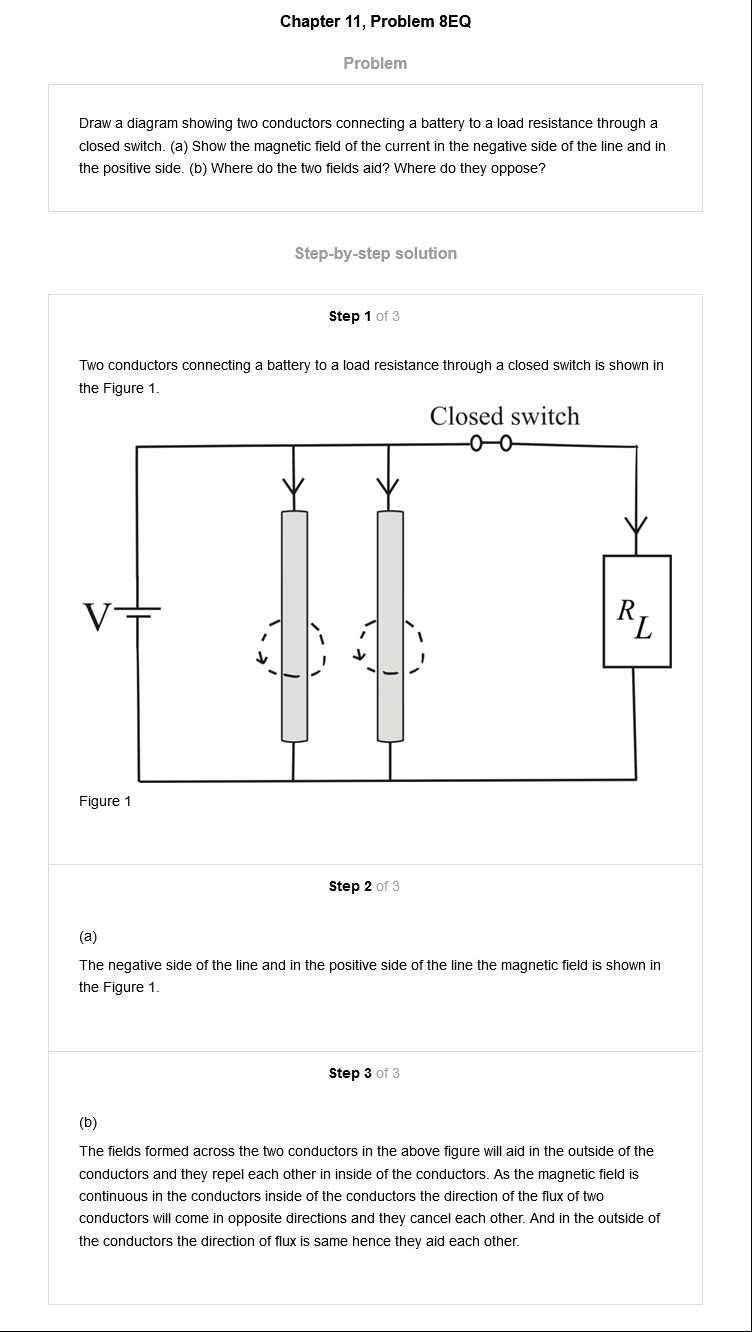 Chapter 11, Problem 8EQ
Problem
Draw a diagram showing two conductors connecting a battery to a load resistance through a
closed switch. (a) Show the magnetic field of the current in the negative side of the line and in
the positive side. (b) Where do the two fields aid? Where do they oppose?
Step-by-step solution
Step 1 of 3
Two conductors connecting a battery to a load resistance through a closed switch is shown in
the Figure 1.
Closed switch
V
R_L
Figure 1
Step 2 of 3
(a)
The negative side of the line and in the positive side of the line the magnetic field is shown in
the Figure 1.
Step 3 of 3
(b)
The fields formed across the two conductors in the above figure will aid in the outside of the
conductors and they repel each other in inside of the conductors. As the magnetic field is
continuous in the conductors inside of the conductors the direction of the flux of two
conductors will come in opposite directions and they cancel each other. And in the outside of
the conductors the direction of flux is same hence they aid each other.